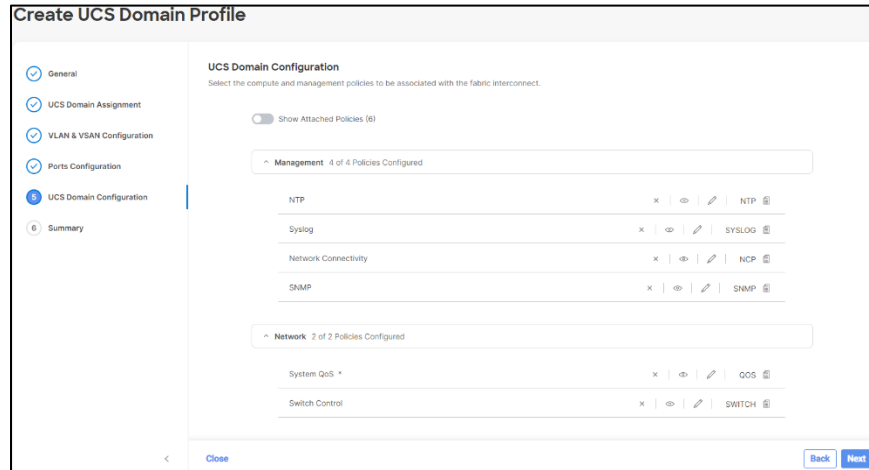 Create UCS Domain Profile
General
UCS Domain Assignment
VLAN & VSAN Configuration
Ports Configuration
5 UCS Domain Configuration
6 Summary
UCS Domain Configuration
Select the compute and management policies to be associated with the fabric interconnect.
Show Attached Policies (6)
Management 4 of 4 Policies Configured
NTP NTP
Syslog SYSLOG
Network Connectivity NCP
SNMP SNMP
Network 2 of 2 Policies Configured
System QoS * QOS
Switch Control SWITCH
Close Back Next